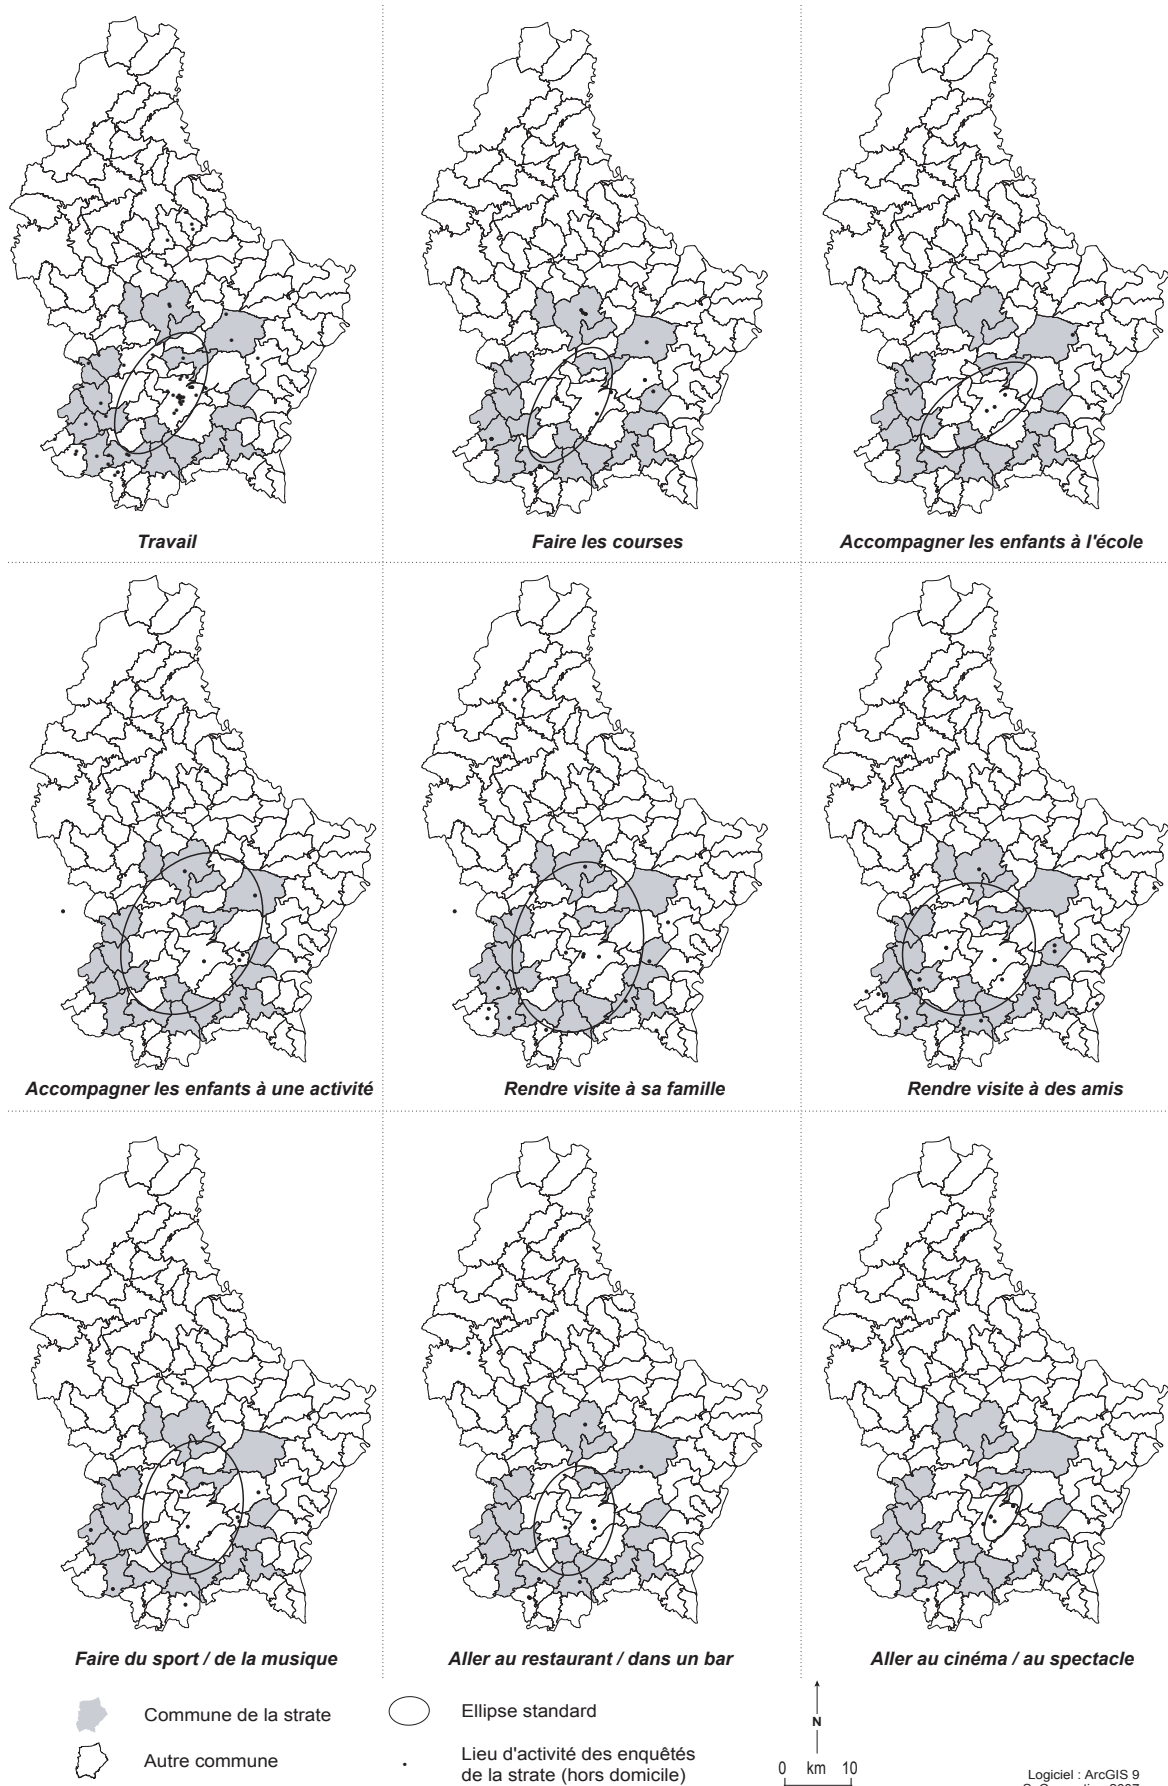 Travail
Faire les courses
Accompagner les enfants à l'école
Accompagner les enfants à une activité
Rendre visite à sa famille
Rendre visite à des amis
Faire du sport / de la musique
Aller au restaurant / dans un bar
Aller au cinéma / au spectacle
Commune de la strate
Ellipse standard
N
Autre commune
Lieu d'activité des enquêtés
de la strate (hors domicile)
0 km 10
Logiciel : ArcGIS 9